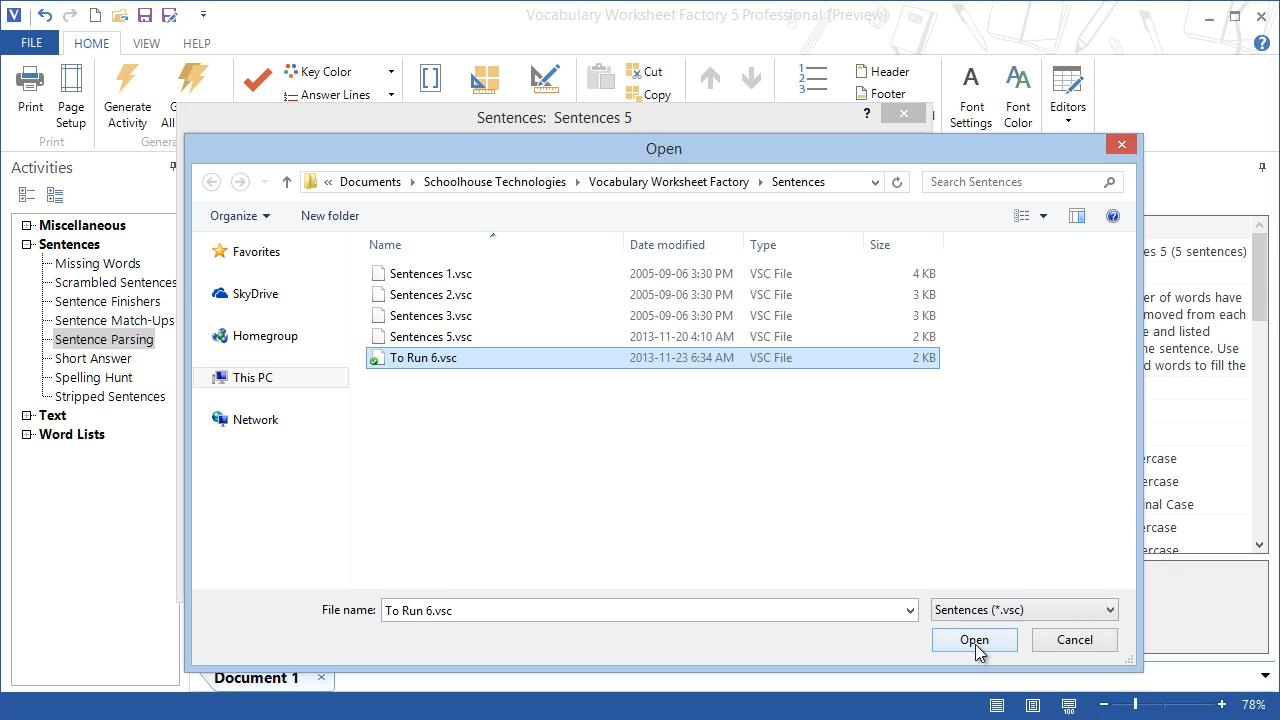 Vocabulary Worksheet Factory 5 Professional (Preview)
FILE HOME VIEW HELP
Print
Page Setup
Generate Activity
Key Color
Answer Lines
Cut
Copy
Header
Footer
Font Settings
Font Color
Editors
Print
Sentences: Sentences 5
?
Activities
Miscellaneous
Sentences
Missing Words
Scrambled Sentences
Sentence Finishers
Sentence Match-Ups
Sentence Parsing
Short Answer
Spelling Hunt
Stripped Sentences
Text
Word Lists
Open
« Documents Schoolhouse Technologies Vocabulary Worksheet Factory Sentences
Search Sentences
Organize New folder
Favorites
SkyDrive
Homegroup
This PC
Network
Name Date modified Type Size
Sentences 1.vsc 2005-09-06 3:30 PM VSC File 4 KB
Sentences 2.vsc 2005-09-06 3:30 PM VSC File 3 KB
Sentences 3.vsc 2005-09-06 3:30 PM VSC File 3 KB
Sentences 5.vsc 2013-11-20 4:10 AM VSC File 2 KB
To Run 6.vsc 2013-11-23 6:34 AM VSC File 2 KB
File name: To Run 6.vsc Sentences (*.vsc)
Open Cancel
es 5 (5 sentences)
er of words have
moved from each
e and listed
he sentence. Use
d words to fill the
ercase
ercase
inal Case
ercase
ercase
Document 1
78%